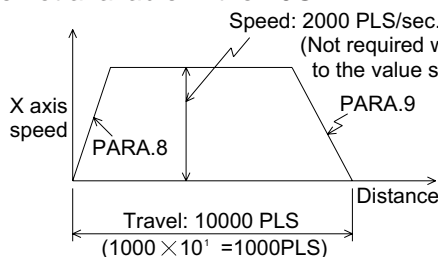 Speed: 2000 PLS/sec.
(Not required w
to the value s
X axis
speed
PARA.8
PARA.9
Distance
Travel: 10000 PLS
(1000 × 10¹ =1000PLS)